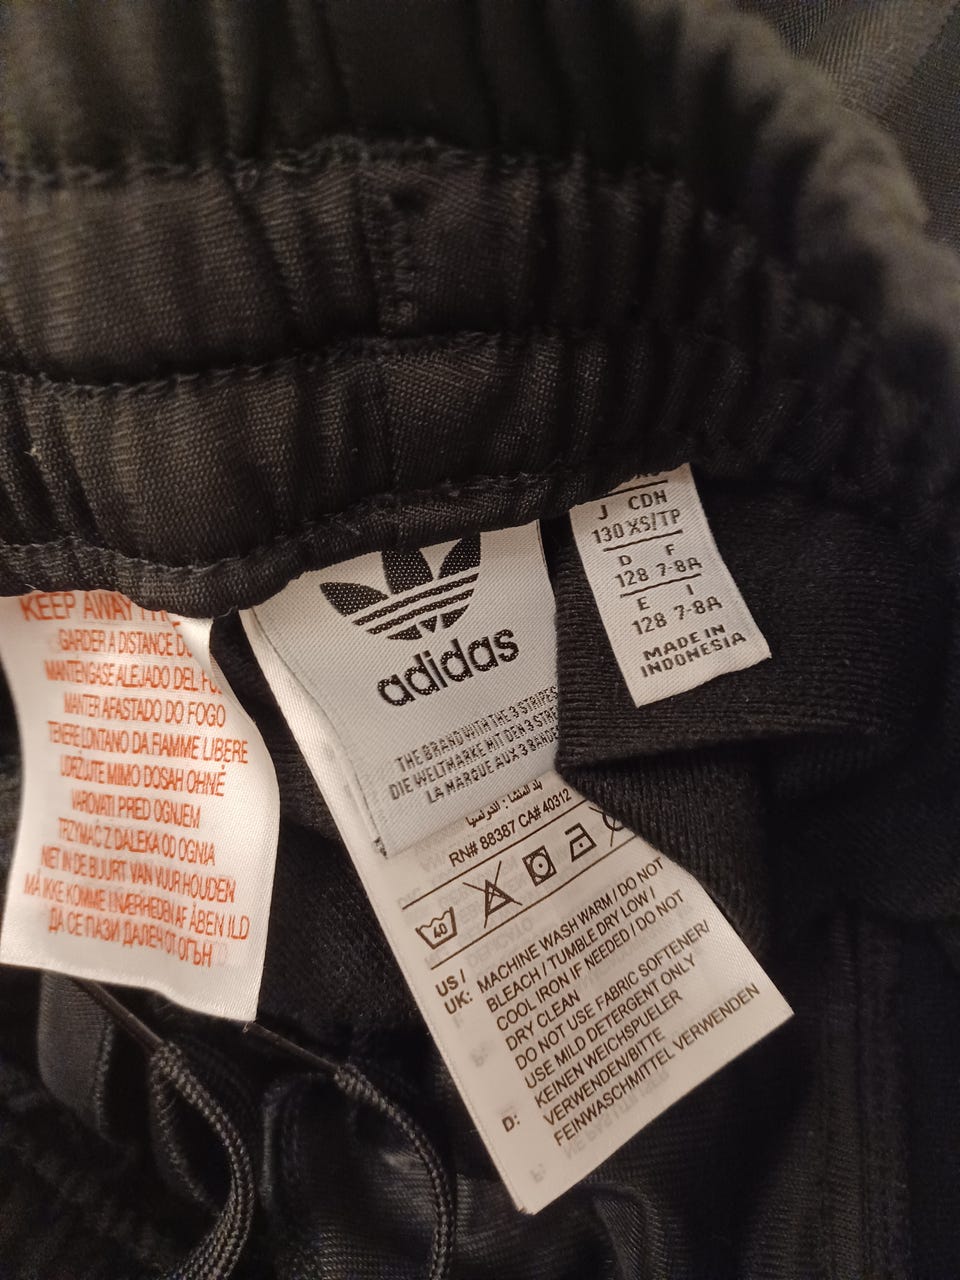 KEEP AWAY
GARDER A DISTANCE DU
MANTENGASE ALEJADO DEL
MANTER AFASTADO DO FOGO
TENERE LONTANO DA FIAMME LIBERE
UDRŽUJTE MIMO DOSAH OHNĚ
VAROVATI PRED OGNJEM
TRZYMAĆ Z DALEKA OD OGNIA
NIET IN DE BUURT VAN VUUR HOUDEN
MÅ IKKE KOMME I NÆRHEDEN AF ÅBEN ILD
ДА СЕ ПАЗИ ДАЛЕЧ ОТ ОГЪН
adidas
THE BRAND WITH THE 3 STRIPES
DIE WELTMARKE MIT DEN 3
LA MARQUE AUX 3
بلد المنشأ : اندونيسيا
RN# 88387 CA# 40312
40
US / UK: MACHINE WASH WARM / DO NOT
BLEACH / TUMBLE DRY LOW /
COOL IRON IF NEEDED / DO NOT
DRY CLEAN
DO NOT USE FABRIC SOFTENER/
USE MILD DETERGENT ONLY
D: KEINEN WEICHSPUELER
VERWENDEN/BITTE
FEINWASCHMITTEL VERWENDEN
J CDH
130 XS/TP
D F
128 7-8A
E I
128 7-8A
MADE IN
INDONESIA